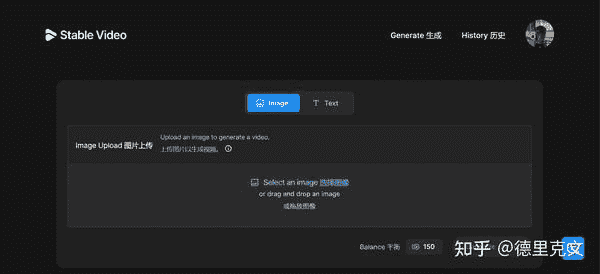 Stable Video
Generate 生成
History 历史
Image
Text
Image Upload 图片上传
Upload an image to generate a video.
上传图片以生成视频。
Select an image 选择图像
or drag and drop an image
或拖放图像
Balance 平衡
150
知乎 @德里克文